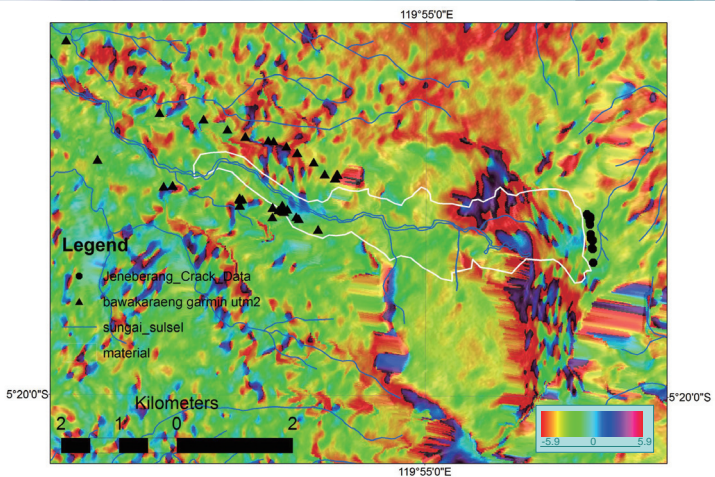 119°55'0"E
Legend
Jeneberang_Crack_Data
bawakaraeng garmin utm2
sungai_sulsel
material
5°20'0"S
5°20'0"S
Kilometers
2 1 0 2
-5.9 0 5.9
119°55'0"E